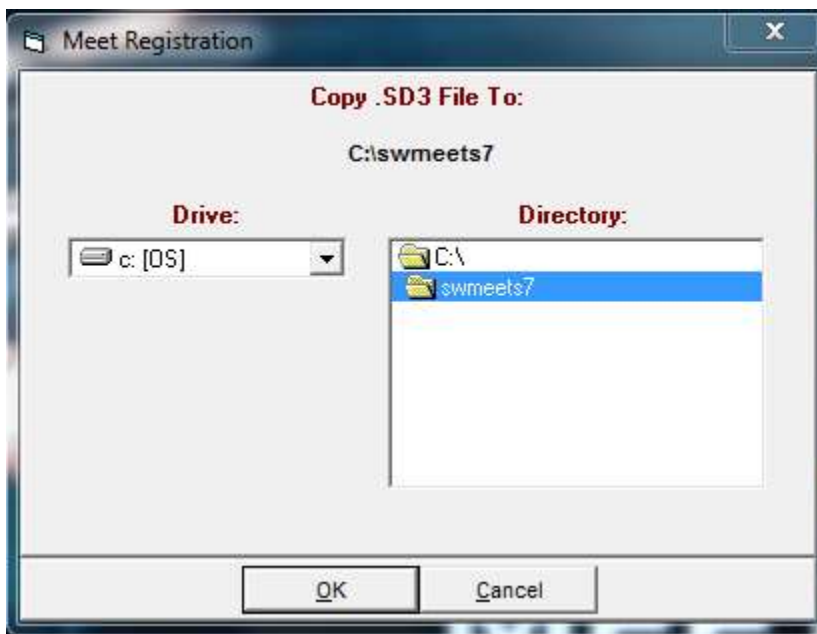 Meet Registration
Copy .SD3 File To:
C:\swmeets7
Drive:
Directory:
c: [OS]
C:\
swmeets7
OK
Cancel